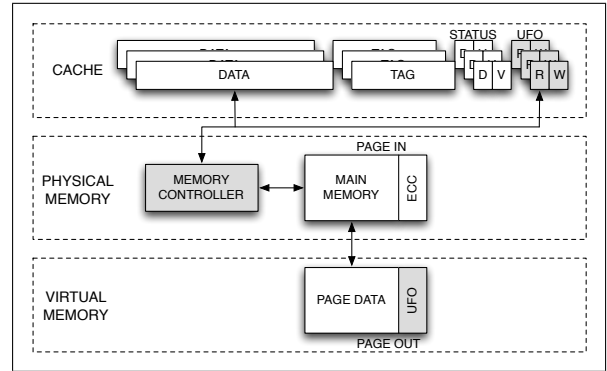 STATUS UFO
CACHE
DATA TAG D V R W
PAGE IN
PHYSICAL MEMORY
MEMORY CONTROLLER
MAIN MEMORY
ECC
VIRTUAL MEMORY
PAGE DATA
UFO
PAGE OUT